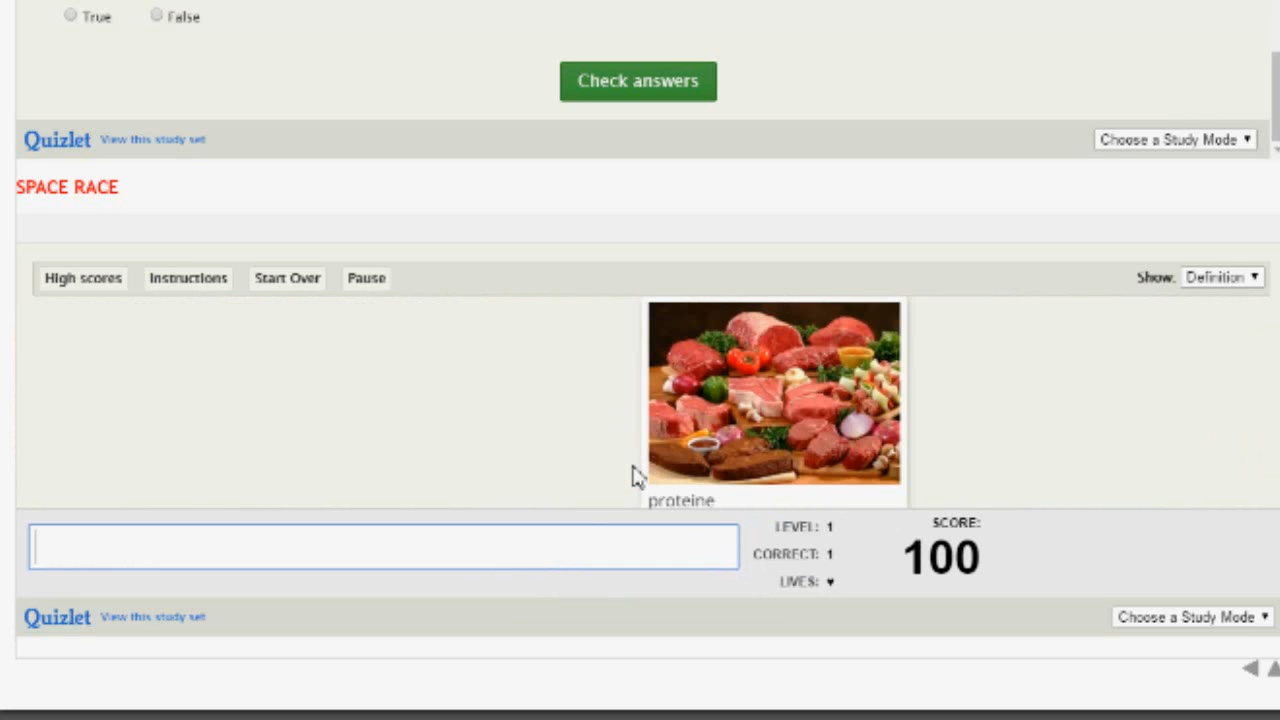 True False
Check answers
Quizlet View this study set Choose a Study Mode
SPACE RACE
High scores Instructions Start Over Pause Show: Definition
proteine
LEVEL: 1 SCORE:
CORRECT: 1 100
LIVES: ♥
Quizlet View this study set Choose a Study Mode